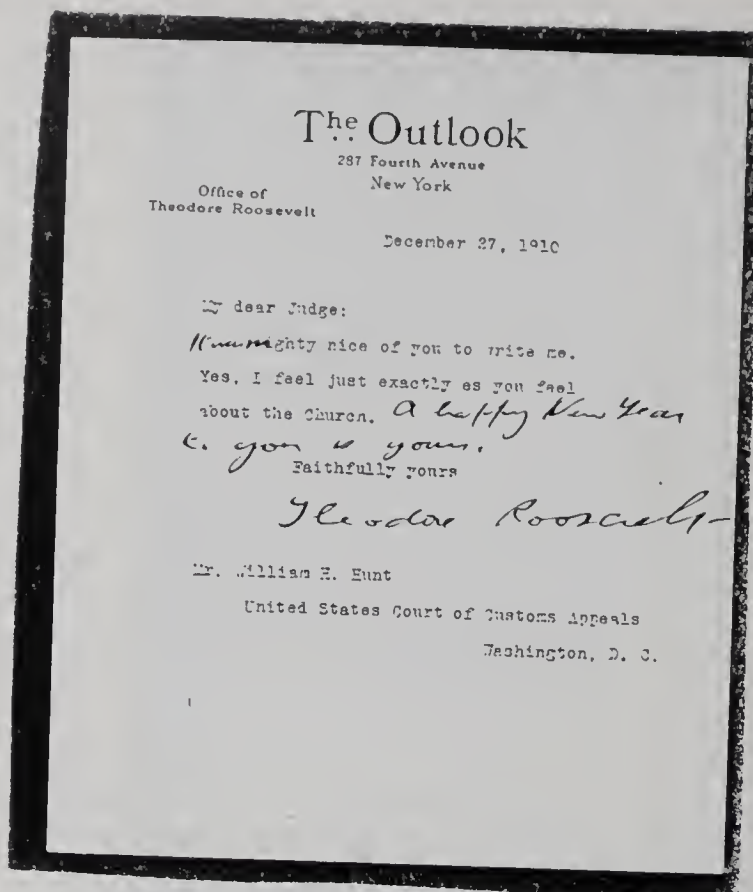 The Outlook
287 Fourth Avenue
New York
Office of
Theodore Roosevelt
December 27, 1910
My dear Judge:
It was mighty nice of you to write me.
Yes, I feel just exactly as you feel
about the Church. A happy New Year
to you & yours.
Faithfully yours
Theodore Roosevelt
Mr. William H. Hunt
United States Court of Customs Appeals
Washington, D. C.